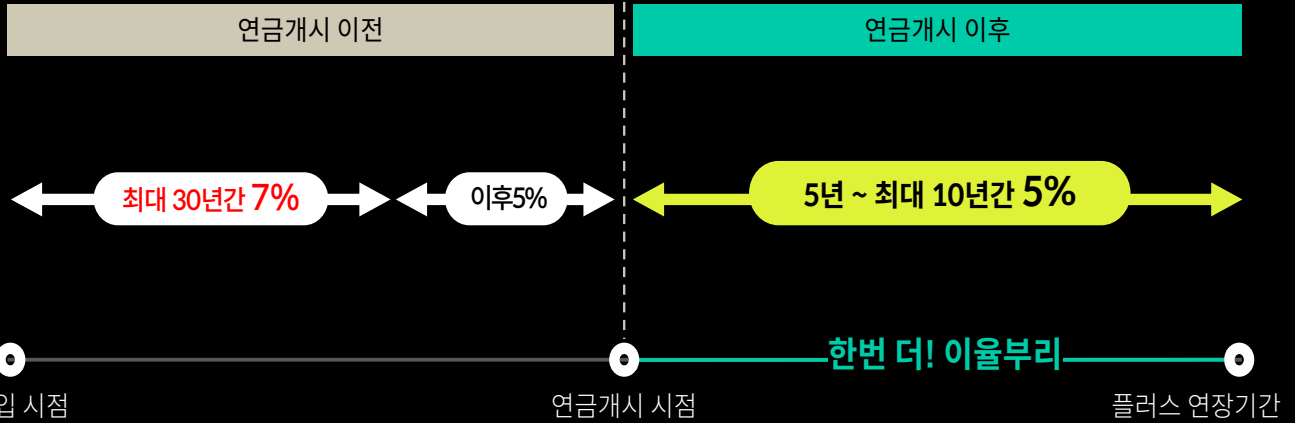 연금개시 이전
연금개시 이후
최대 30년간 7%
이후5%
5년 ~ 최대 10년간 5%
한번 더! 이율부리
입 시점
연금개시 시점
플러스 연장기간